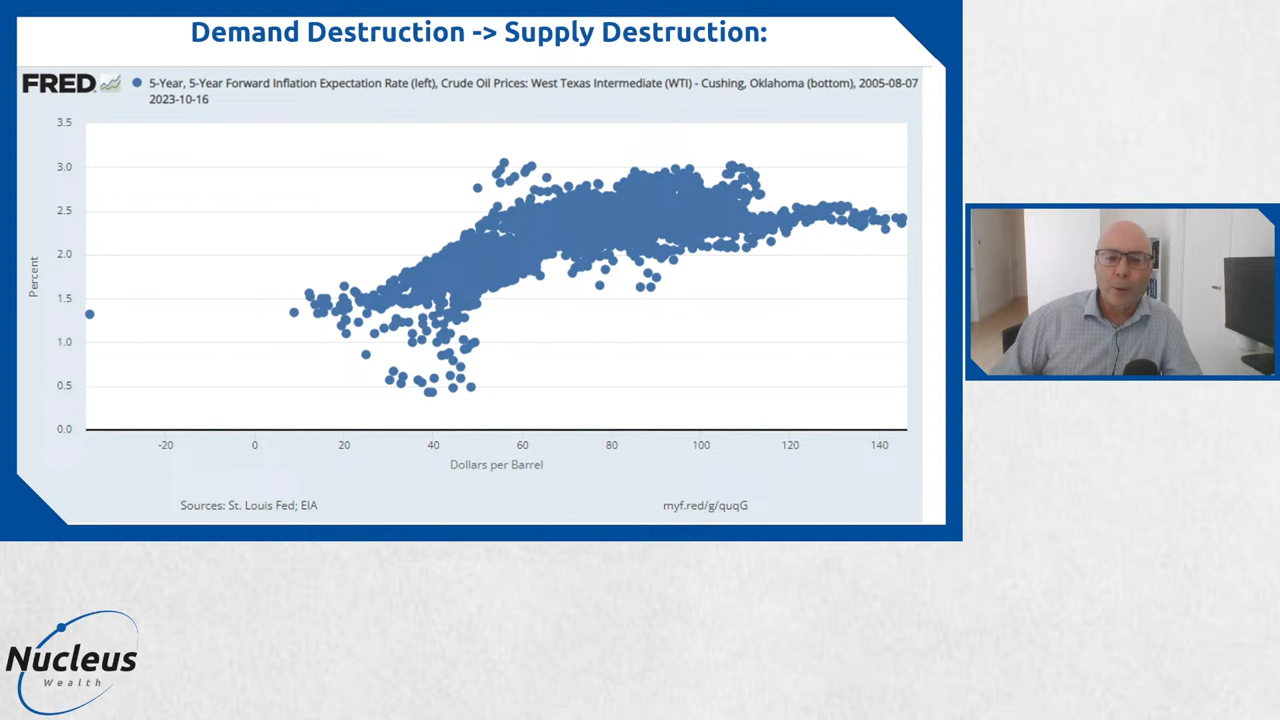 Demand Destruction -> Supply Destruction:
FRED
5-Year, 5-Year Forward Inflation Expectation Rate (left), Crude Oil Prices: West Texas Intermediate (WTI) - Cushing, Oklahoma (bottom), 2005-08-07
2023-10-16
3.5
3.0
2.5
2.0
1.5
1.0
0.5
0.0
Percent
-20 0 20 40 60 80 100 120 140
Dollars per Barrel
Sources: St. Louis Fed; EIA
myf.red/g/quqG
Nucleus
Wealth